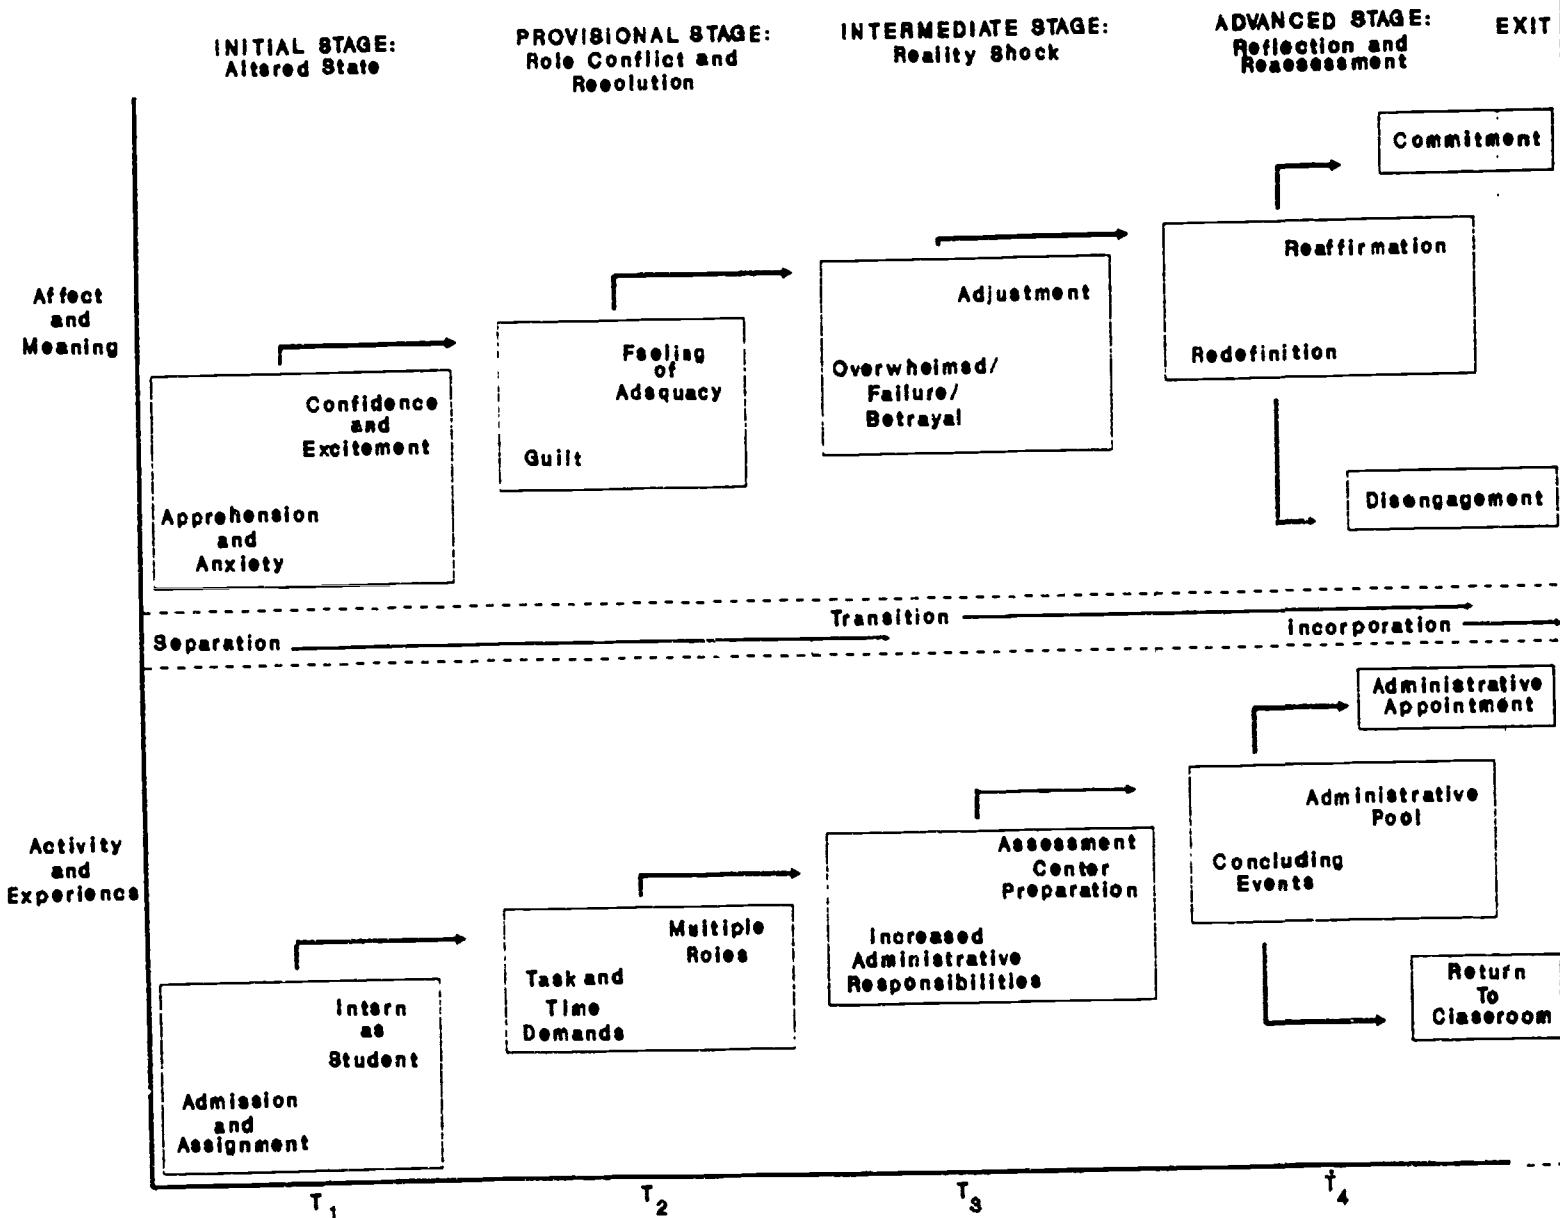 INITIAL STAGE:
Altered State
PROVISIONAL STAGE:
Role Conflict and
Resolution
INTERMEDIATE STAGE:
Reality Shock
ADVANCED STAGE:
Reflection and
Reassessment
EXIT
Commitment
Affect
and
Meaning
Reaffirmation
Redefinition
Adjustment
Overwhelmed/
Failure/
Betrayal
Feeling
of
Adequacy
Guilt
Confidence
and
Excitement
Apprehension
and
Anxiety
Disengagement
Transition
Incorporation
Separation
Administrative
Appointment
Activity
and
Experience
Administrative
Pool
Concluding
Events
Assessment
Center
Preparation
Increased
Administrative
Responsibilities
Multiple
Roles
Task and
Time
Demands
Intern
as
Student
Admission
and
Assignment
Return
To
Classroom
T1
T2
T3
T4